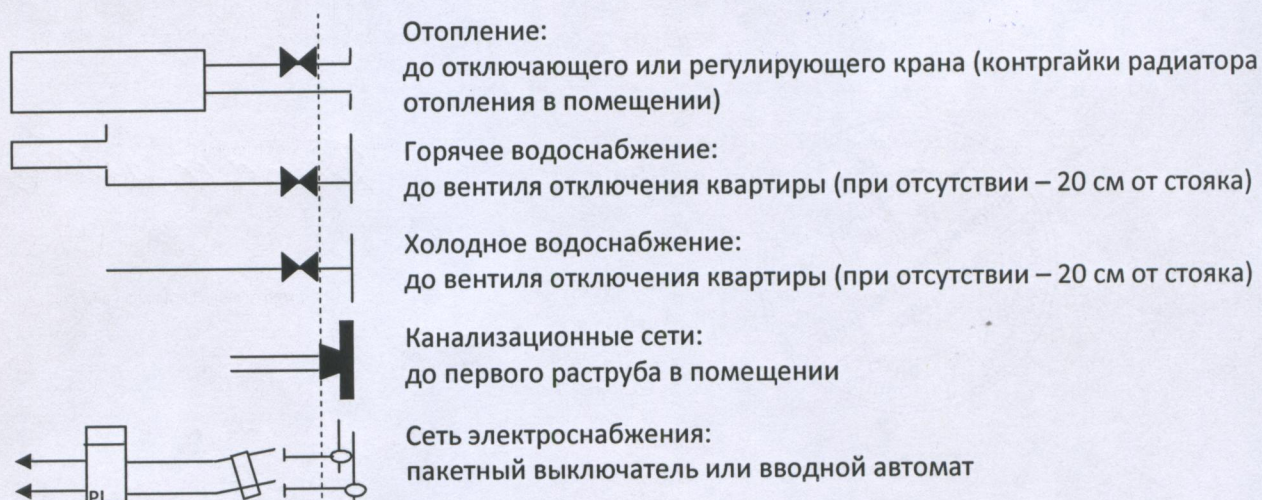 Отопление:
до отключающего или регулирующего крана (контргайки радиатора
отопления в помещении)
Горячее водоснабжение:
до вентиля отключения квартиры (при отсутствии – 20 см от стояка)
Холодное водоснабжение:
до вентиля отключения квартиры (при отсутствии – 20 см от стояка)
Канализационные сети:
до первого раструба в помещении
Сеть электроснабжения:
пакетный выключатель или вводной автомат
PI